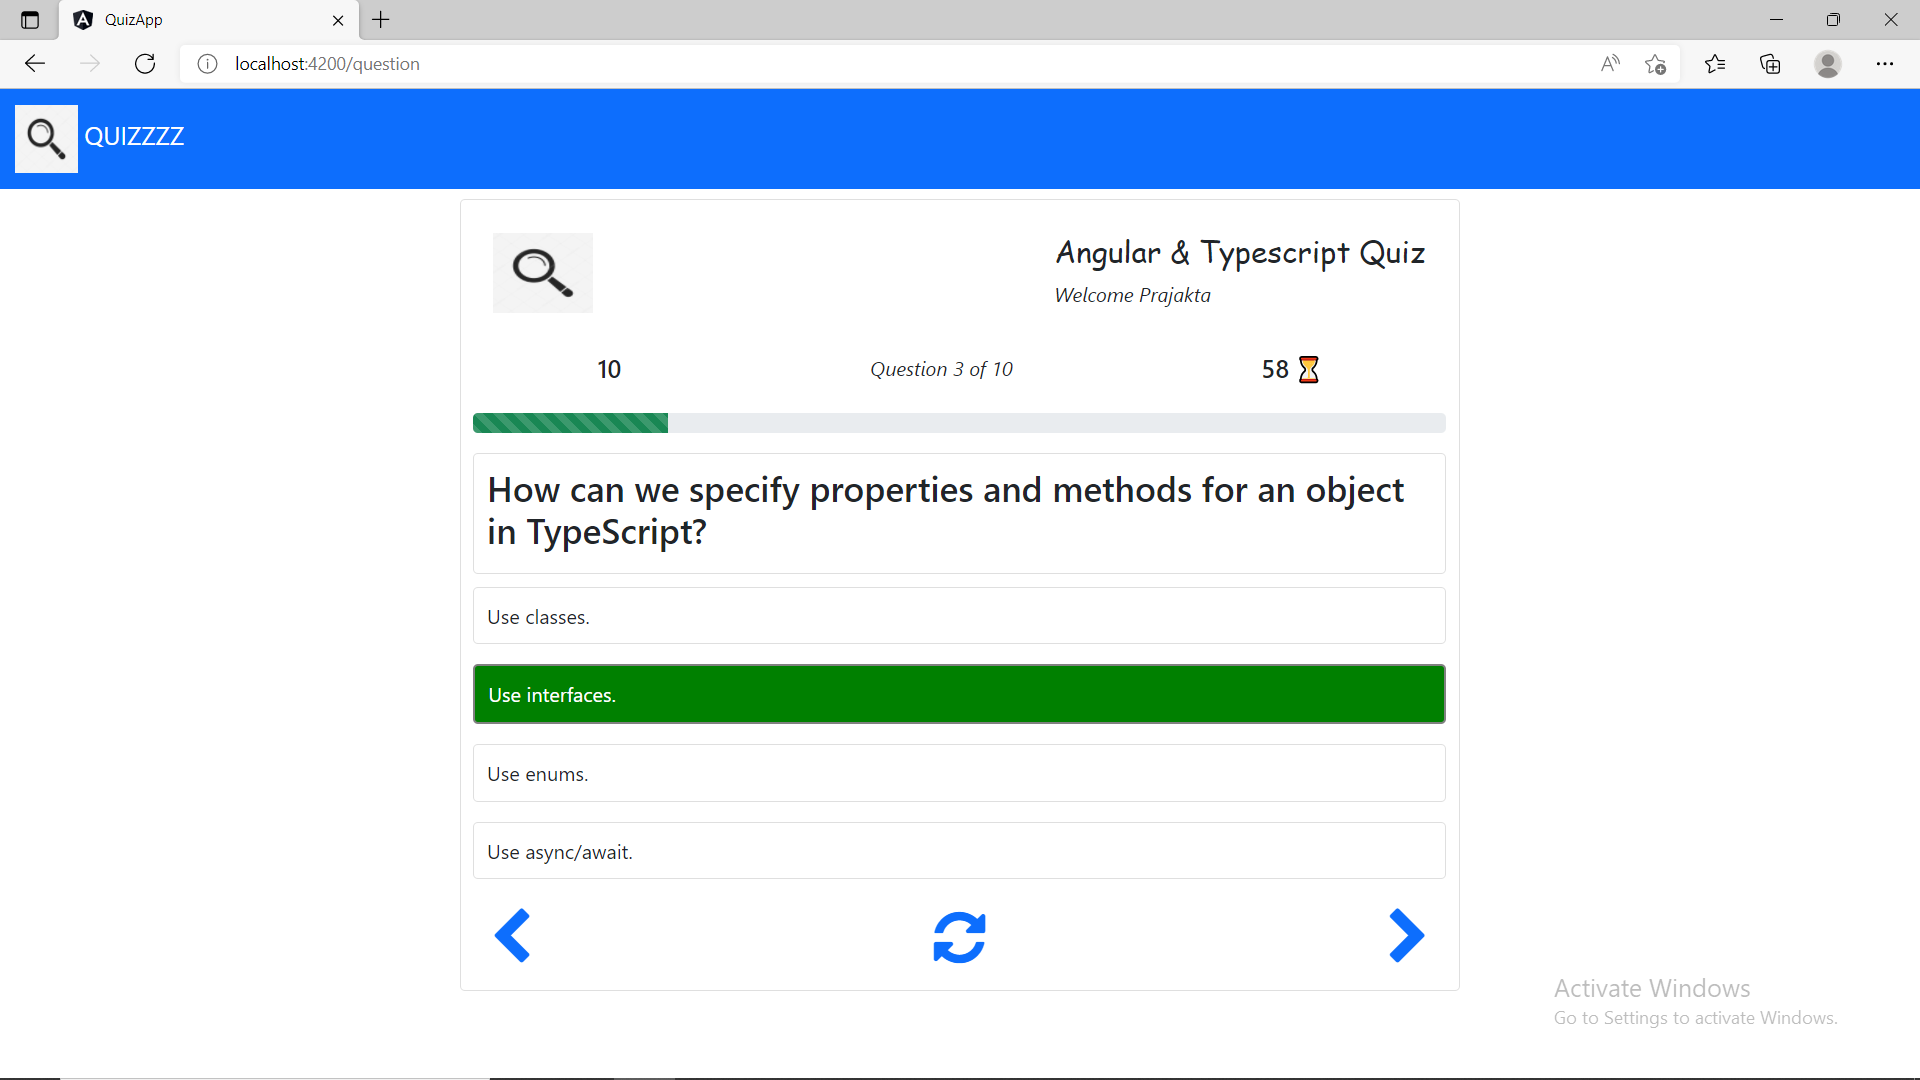 QuizApp
localhost:4200/question
QUIZZZZ
Angular & Typescript Quiz
Welcome Prajakta
10
Question 3 of 10
58
How can we specify properties and methods for an object
in TypeScript?
Use classes.
Use interfaces.
Use enums.
Use async/await.
Activate Windows
Go to Settings to activate Windows.